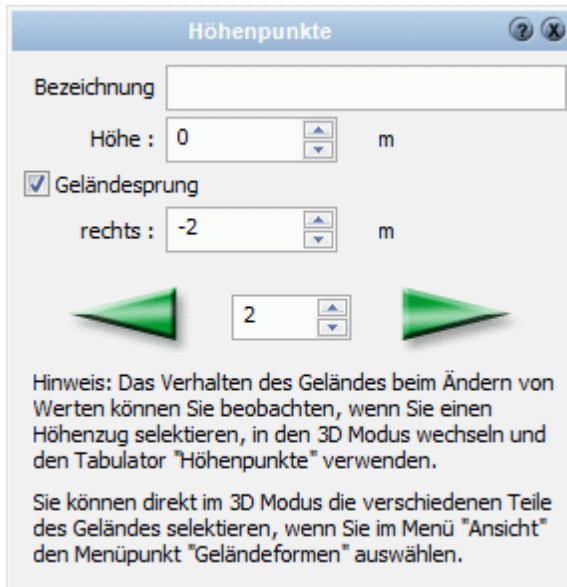 Höhenpunkte
Bezeichnung
Höhe : 0 m
Geländesprung
rechts : -2 m
2
Hinweis: Das Verhalten des Geländes beim Ändern von
Werten können Sie beobachten, wenn Sie einen
Höhenzug selektieren, in den 3D Modus wechseln und
den Tabulator "Höhenpunkte" verwenden.
Sie können direkt im 3D Modus die verschiedenen Teile
des Geländes selektieren, wenn Sie im Menü "Ansicht"
den Menüpunkt "Geländeformen" auswählen.